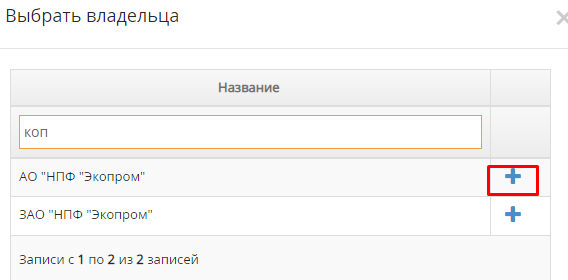 Выбрать владельца
Название
коп
АО "НПФ "Экопром"
ЗАО "НПФ "Экопром"
Записи с 1 по 2 из 2 записей